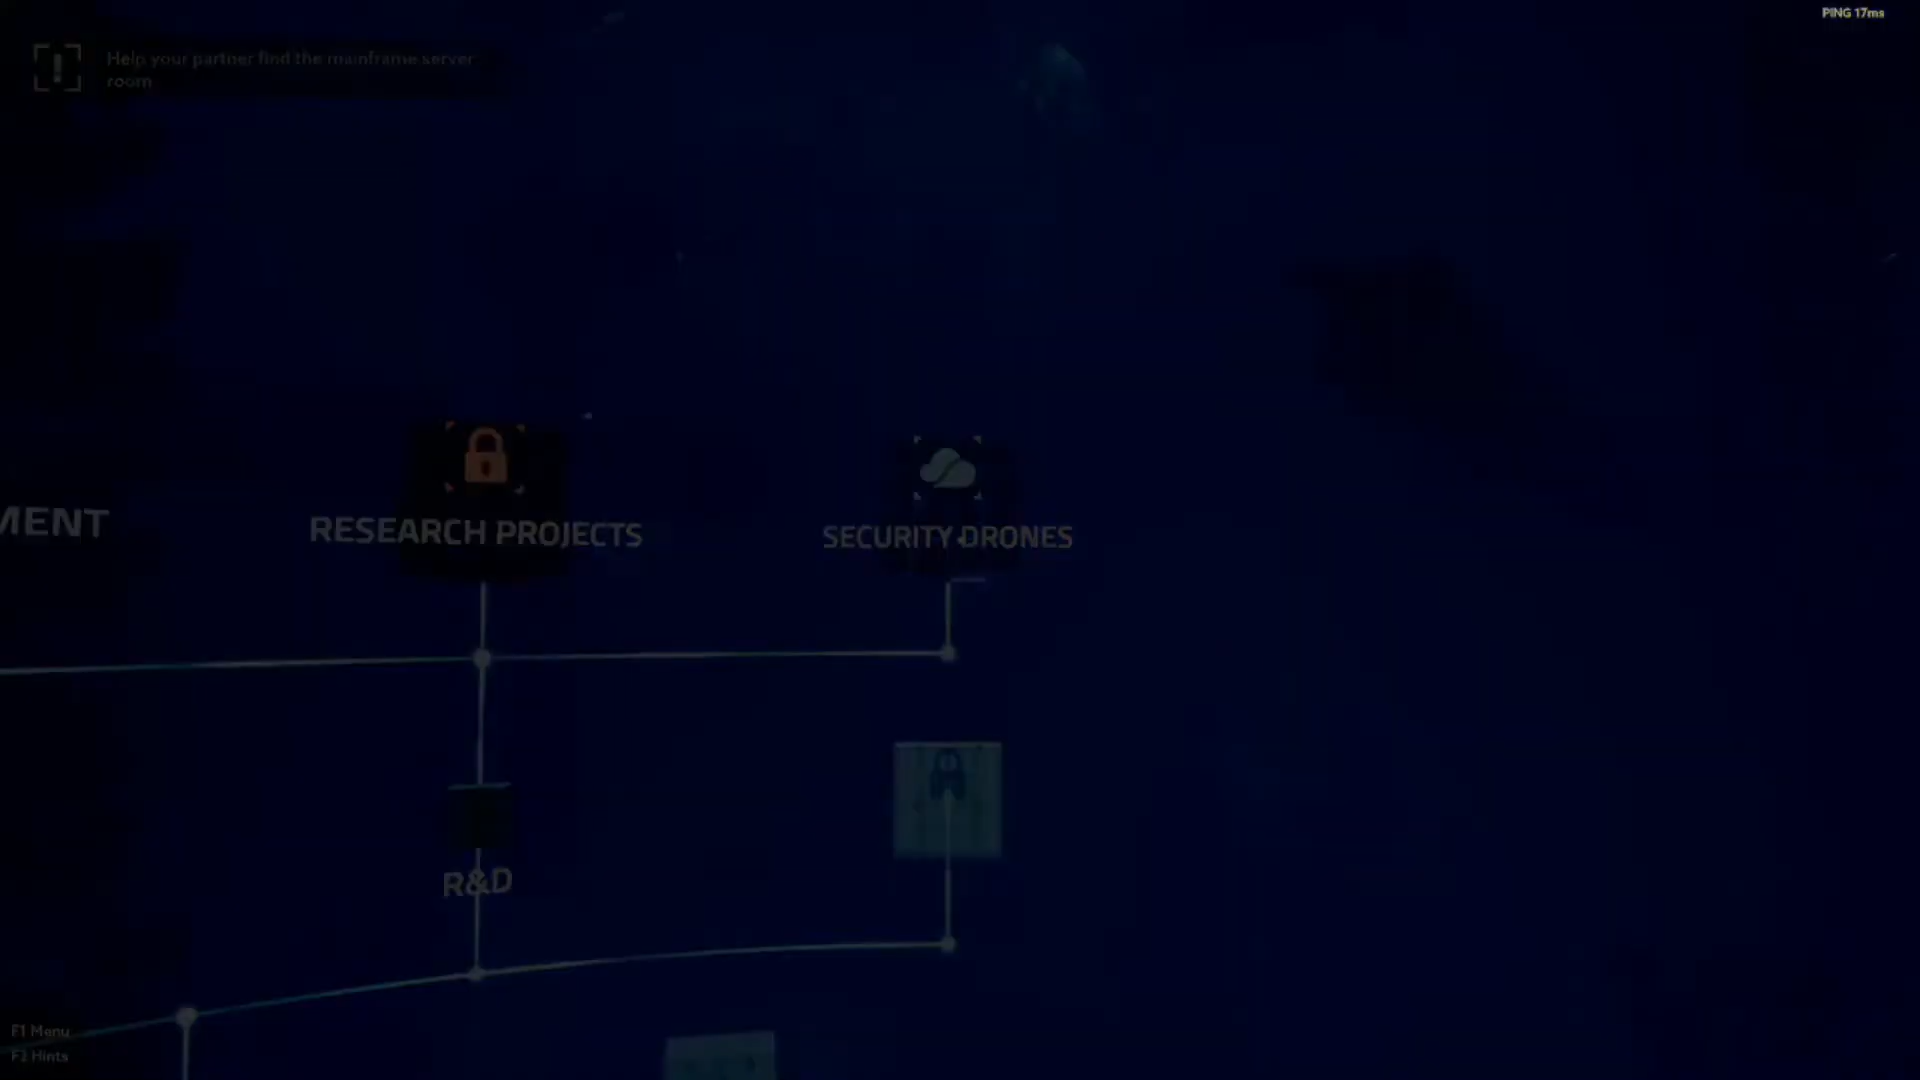 PING 17ms
Help your partner find the mainframe server
room
MENT
RESEARCH PROJECTS
SECURITY DRONES
R&D
F1 Menu
F2 Hints